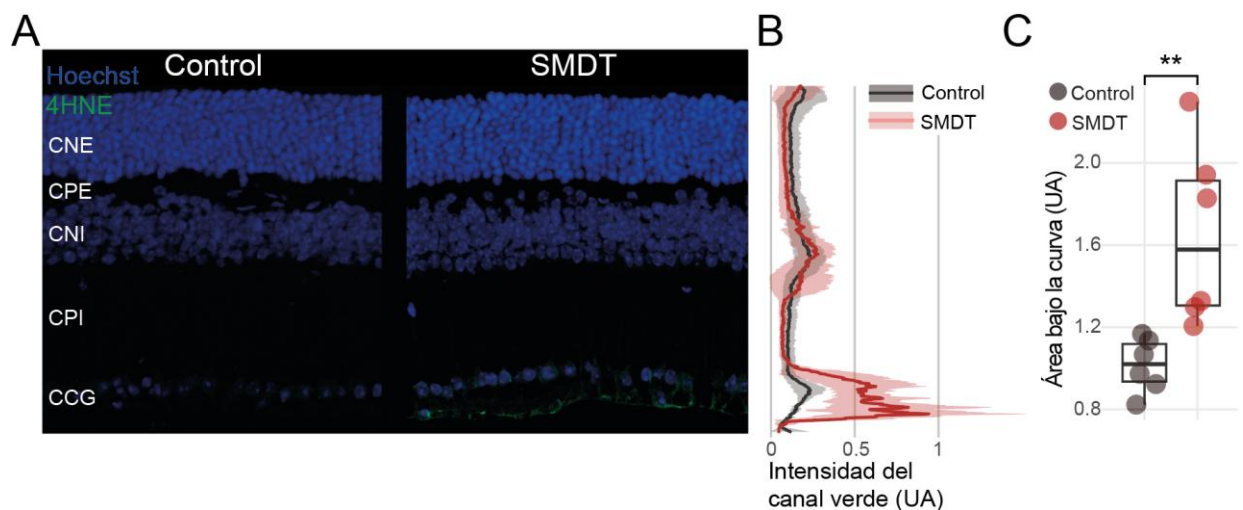 A
Control
SMDT
Hoechst
4HNE
CNE
CPE
CNI
CPI
CCG
B
Control
SMDT
0
0.5
1
Intensidad del
canal verde (UA)
C
**
Control
SMDT
2.0
1.6
1.2
0.8
Área bajo la curva (UA)